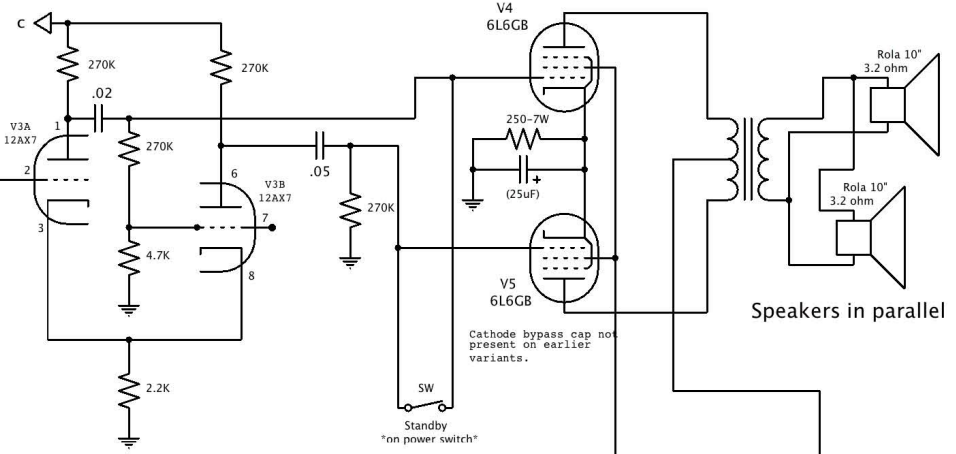 C
270K
270K
.02
V3A
12AX7
1
2
3
270K
4.7K
2.2K
6
V3B
12AX7
7
8
.05
270K
V4
6L6GB
250-7W
+
(25uF)
V5
6L6GB
Cathode bypass cap not
present on earlier
variants.
SW
Standby
*on power switch*
Rola 10"
3.2 ohm
Rola 10"
3.2 ohm
Speakers in parallel